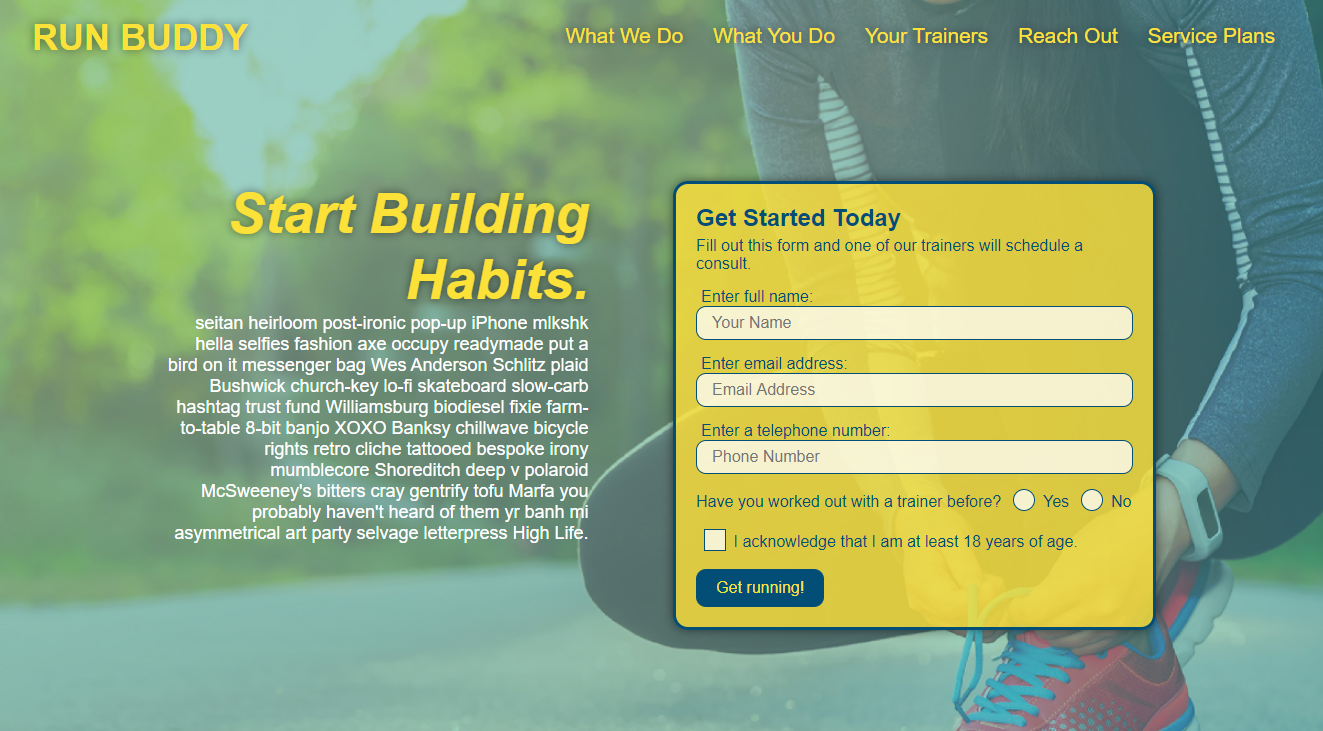 RUN BUDDY
What We Do What You Do Your Trainers Reach Out Service Plans
Start Building
Habits.
seitan heirloom post-ironic pop-up iPhone mlkshk
hella selfies fashion axe occupy readymade put a
bird on it messenger bag Wes Anderson Schlitz plaid
Bushwick church-key lo-fi skateboard slow-carb
hashtag trust fund Williamsburg biodiesel fixie farm-
to-table 8-bit banjo XOXO Banksy chillwave bicycle
rights retro cliche tattooed bespoke irony
mumblecore Shoreditch deep v polaroid
McSweeney's bitters cray gentrify tofu Marfa you
probably haven't heard of them yr banh mi
asymmetrical art party selvage letterpress High Life.
Get Started Today
Fill out this form and one of our trainers will schedule a
consult.
Enter full name:
Your Name
Enter email address:
Email Address
Enter a telephone number:
Phone Number
Have you worked out with a trainer before? Yes No
I acknowledge that I am at least 18 years of age.
Get running!